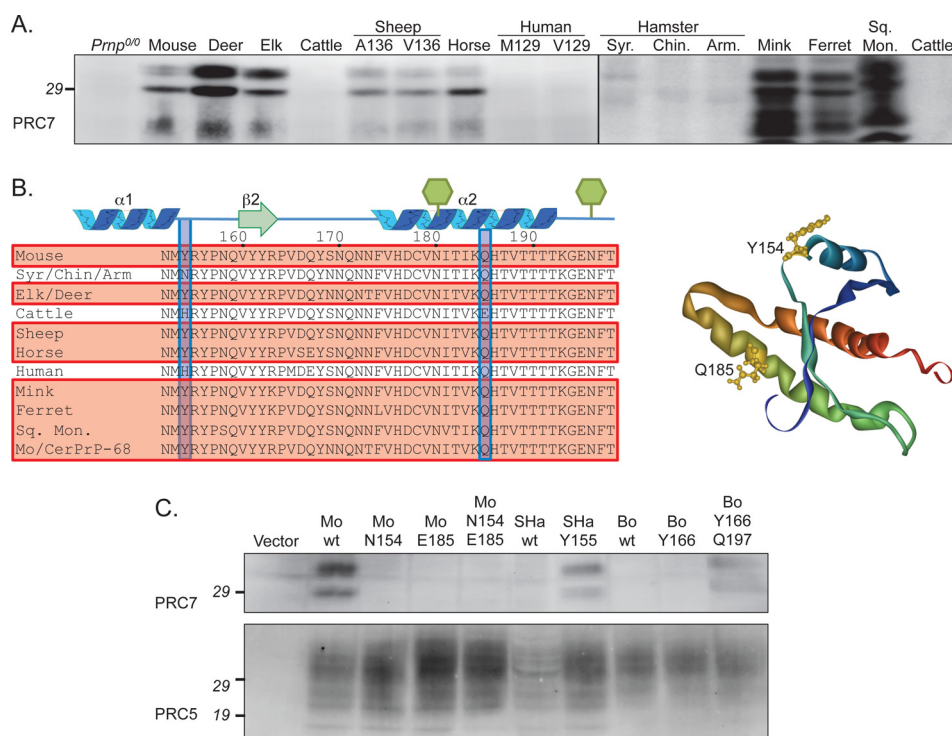 A.
Sheep Human Hamster Sq.
Prnp0/0 Mouse Deer Elk Cattle A136 V136 Horse M129 V129 Syr. Chin. Arm. Mink Ferret Mon. Cattle
29
PRC7
B.
α1 β2 α2
160 170 180 190
Mouse NMYRYPNQVYYRPVDQYSNQNNFVHDCVNITIKQHTVTTTTKGENFT
Syr/Chin/Arm NMNRYPNQVYYRPVDQYNNQNNFVHDCVNITIKQHTVTTTTKGENFT
Elk/Deer NMYRYPNQVYYRPVDQYNNQNTFVHDCVNITVKQHTVTTTTKGENFT
Cattle NMHRYPNQVYYRPVDQYSNQNNFVHDCVNITVKEHTVTTTTKGENFT
Sheep NMYRYPNQVYYRPVDQYSNQNNFVHDCVNITVKQHTVTTTTKGENFT
Horse NMYRYPNQVYYRPVSEYSNQNNFVHDCVNITVKQHTVTTTTKGENFT
Human NMHRYPNQVYYRPMDEYSNQNNFVHDCVNITIKQHTVTTTTKGENFT
Mink NMYRYPNQVYYKPVDQYSNQNNFVHDCVNITVKQHTVTTTTKGENFT
Ferret NMYRYPNQVYYKPVDQYSNQNNLVHDCVNITVKQHTVTTTTKGENFT
Sq. Mon. NMYRYPSQVYYRPVDQYSNQNNFVHDCVNVTIKQHTVTTTTKGENFT
Mo/CerPrP-68 NMYRYPNQVYYRPVDQYNNQNTFVHDCVNITVKQHTVTTTTKGENFT
Y154
Q185
C.
Mo Bo
Mo Mo Mo N154 SHa SHa Bo Bo Y166
Vector wt N154 E185 E185 wt Y155 wt Y166 Q197
29
PRC7
29
19
PRC5